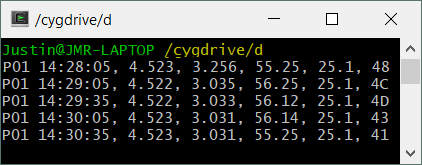 /cygdrive/d
Justin@JMR-LAPTOP /cygdrive/d
P01 14:28:05, 4.523, 3.256, 55.25, 25.1, 48
P01 14:29:05, 4.522, 3.035, 56.25, 25.1, 4C
P01 14:29:35, 4.522, 3.033, 56.12, 25.1, 4D
P01 14:30:05, 4.523, 3.031, 56.14, 25.1, 43
P01 14:30:35, 4.523, 3.031, 55.25, 25.1, 41